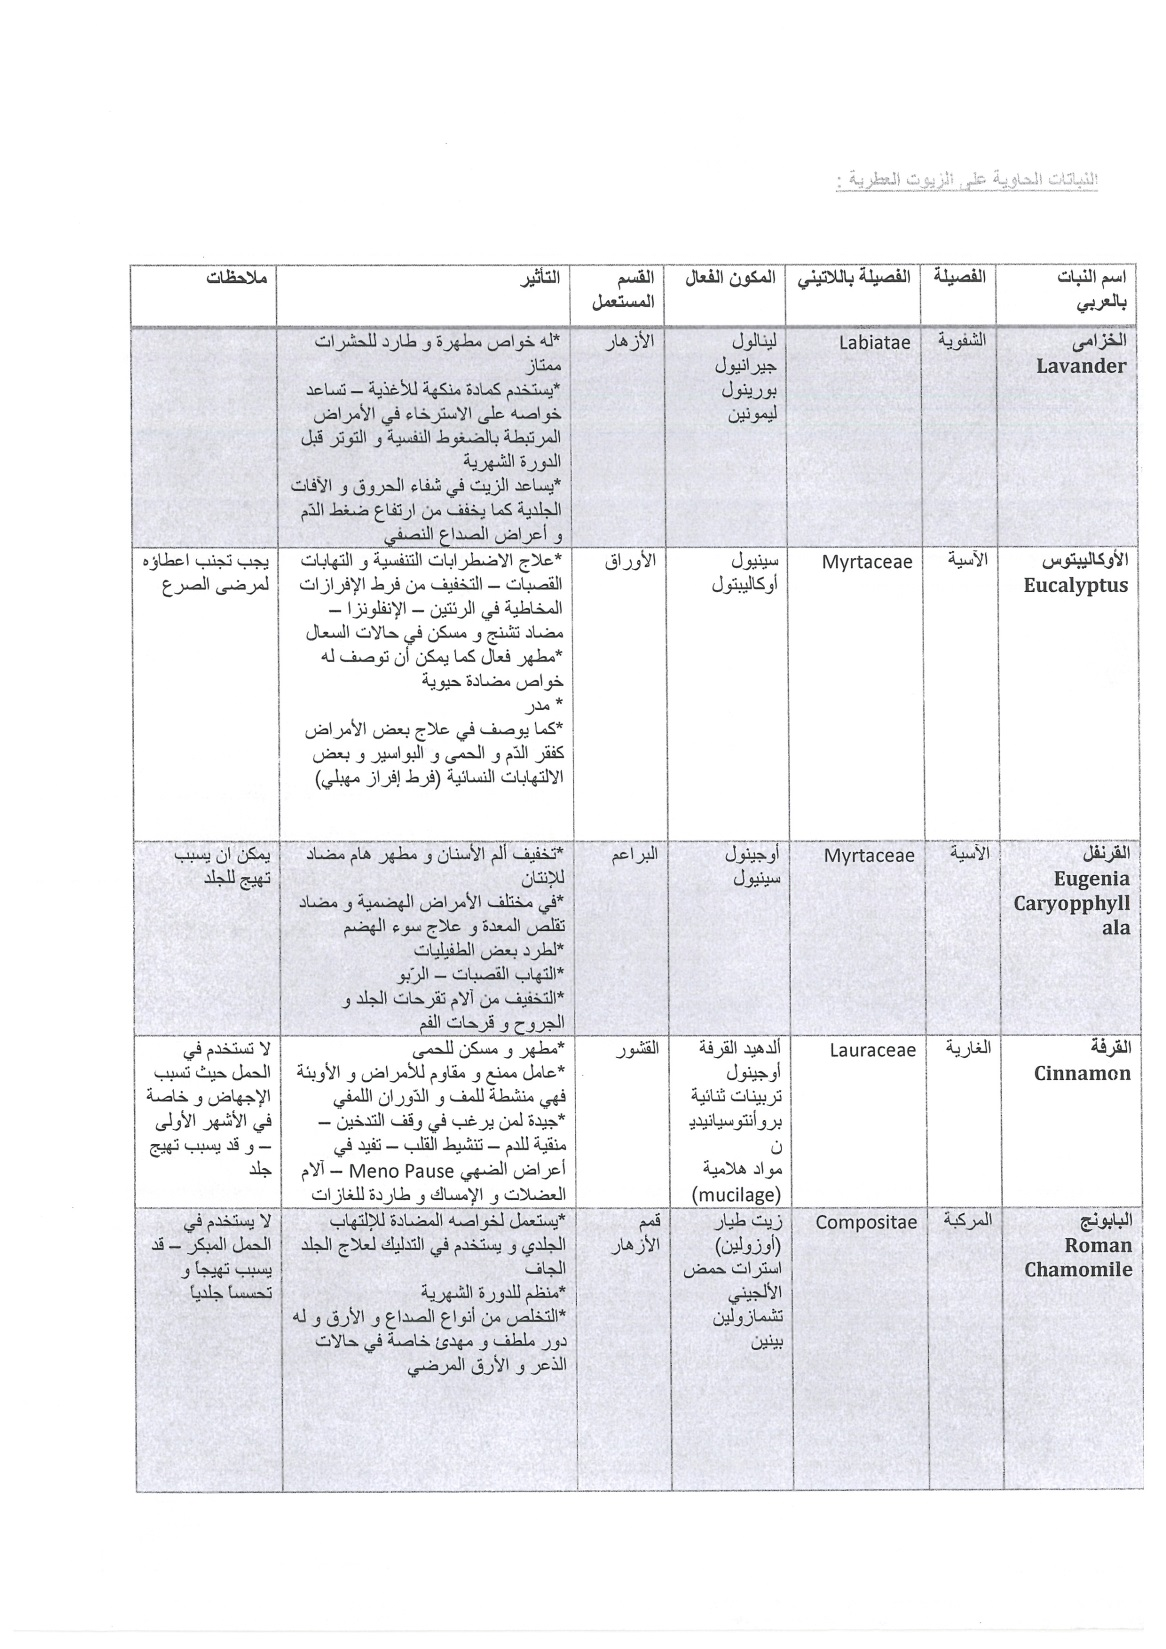 النباتات الحاوية على الزيوت العطرية :
اسم النبات
بالعربي
الفصيلة
الفصيلة باللاتيني
المكون الفعال
القسم
المستعمل
التأثير
ملاحظات
الخزامى
Lavander
الشفوية
Labiatae
لينالول
جيرانيول
بورينول
ليمونين
الأزهار
*له خواص مطهرة و طارد للحشرات
ممتاز
*يستخدم كمادة منكهة للأغذية – تساعد
خواصه على الاسترخاء في الأمراض
المرتبطة بالضغوط النفسية و التوتر قبل
الدورة الشهرية
*يساعد الزيت في شفاء الحروق و الآفات
الجلدية كما يخفف من ارتفاع ضغط الدّم
و أعراض الصداع النصفي
الأوكاليبتوس
Eucalyptus
الآسية
Myrtaceae
سينيول
أوكاليبتول
الأوراق
*علاج الاضطرابات التنفسية و التهابات
القصبات – التخفيف من فرط الإفرازات
المخاطية في الرئتين – الإنفلونزا –
مضاد تشنج و مسكن في حالات السعال
*مطهر فعال كما يمكن أن توصف له
خواص مضادة حيوية
* مدر
*كما يوصف في علاج بعض الأمراض
كفقر الدّم و الحمى و البواسير و بعض
الالتهابات النسائية (فرط إفراز مهبلي)
يجب تجنب اعطاؤه
لمرضى الصرع
القرنفل
Eugenia
Caryopphyll
ala
الآسية
Myrtaceae
أوجينول
سينيول
البراعم
*تخفيف ألم الأسنان و مطهر هام مضاد
للإنتان
*في مختلف الأمراض الهضمية و مضاد
تقلص المعدة و علاج سوء الهضم
*لطرد بعض الطفيليات
*التهاب القصبات – الرّبو
*التخفيف من آلام تقرحات الجلد و
الجروح و قرحات الفم
يمكن ان يسبب
تهيج للجلد
القرفة
Cinnamon
الغارية
Lauraceae
ألدهيد القرفة
أوجينول
تربينات ثنائية
بروأنتوسيانيدي
ن
مواد هلامية
(mucilage)
القشور
*مطهر و مسكن للحمى
*عامل ممنع و مقاوم للأمراض و الأوبئة
فهي منشطة للمف و الدّوران اللمفي
*جيدة لمن يرغب في وقف التدخين –
منقية للدم – تنشيط القلب – تفيد في
أعراض الضهي Meno Pause – آلام
العضلات و الإمساك و طاردة للغازات
لا تستخدم في
الحمل حيث تسبب
الإجهاض و خاصة
في الأشهر الأولى
– و قد يسبب تهيج
جلد
البابونج
Roman
Chamomile
المركبة
Compositae
زيت طيار
(أوزولين)
استرات حمض
الألجيني
تشمازولين
بينين
قمم
الأزهار
*يستعمل لخواصه المضادة للإلتهاب
الجلدي و يستخدم في التدليك لعلاج الجلد
الجاف
*منظم للدورة الشهرية
*التخلص من أنواع الصداع و الأرق و له
دور ملطف و مهدئ خاصة في حالات
الذعر و الأرق المرضي
لا يستخدم في
الحمل المبكر – قد
يسبب تهيجاً و
تحسساً جلدياً